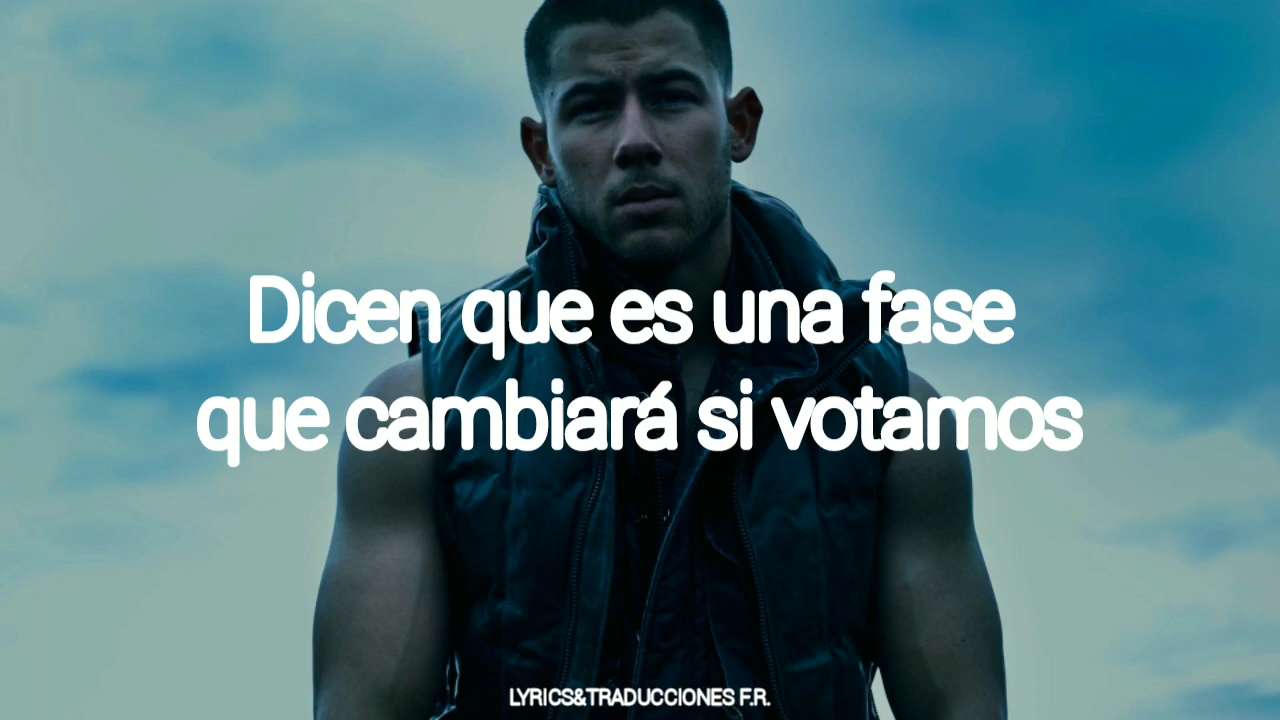 Dicen que es una fase
que cambiará si votamos
LYRICS&TRADUCCIONES F.R.